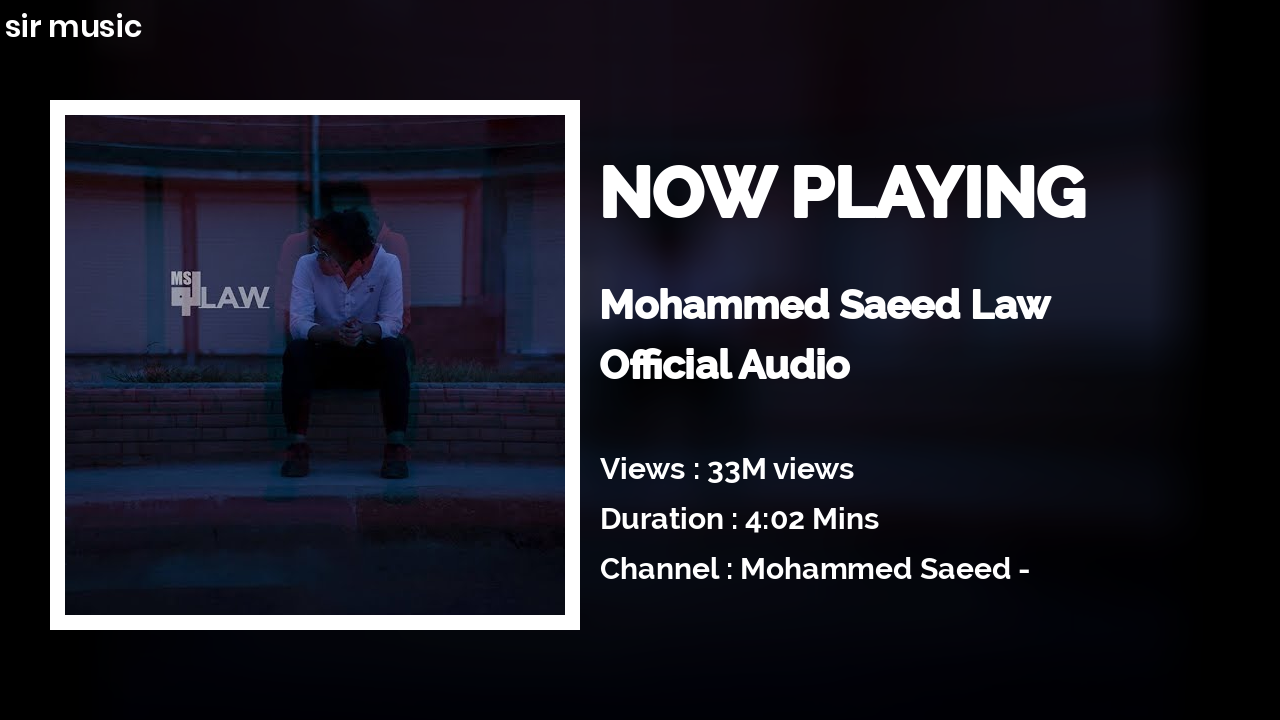 sir music
NOW PLAYING
MS
LAW
Mohammed Saeed Law
Official Audio
Views : 33M views
Duration : 4:02 Mins
Channel : Mohammed Saeed -